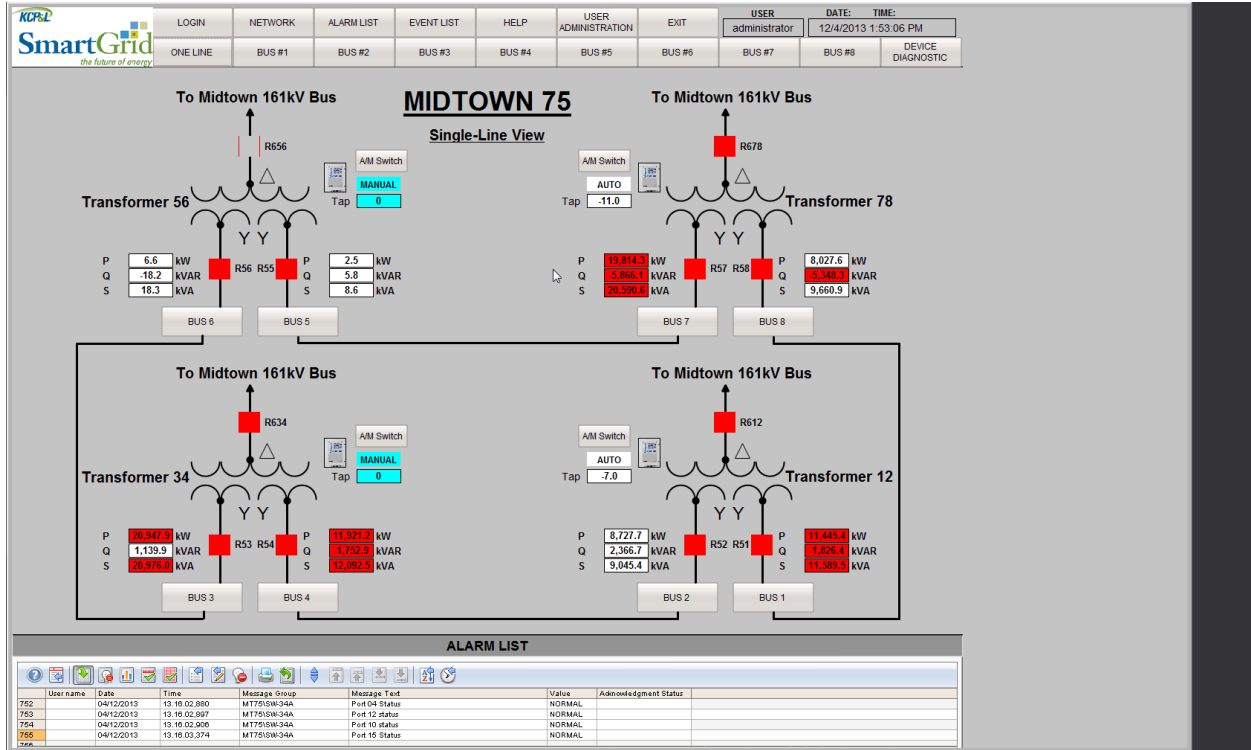 KCP&L
SmartGrid
the future of energy
LOGIN NETWORK ALARM LIST EVENT LIST HELP USER ADMINISTRATION EXIT
USER DATE: TIME:
administrator 12/4/2013 1:53:06 PM
ONE LINE BUS #1 BUS #2 BUS #3 BUS #4 BUS #5 BUS #6 BUS #7 BUS #8 DEVICE DIAGNOSTIC
MIDTOWN 75
Single-Line View
To Midtown 161kV Bus
R656
A/M Switch
MANUAL
Tap 0
Transformer 56
Y Y
P 6.6 kW
Q -18.2 kVAR
S 18.3 kVA
R56 R55
P 2.5 kW
Q 5.8 kVAR
S 8.6 kVA
BUS 6 BUS 5
To Midtown 161kV Bus
R678
A/M Switch
AUTO
Tap -11.0
Transformer 78
Y Y
P 19,814.3 kW
Q -5,866.1 kVAR
S 20,590.6 kVA
R57 R58
P 8,027.6 kW
Q -5,348.3 kVAR
S 9,660.9 kVA
BUS 7 BUS 8
To Midtown 161kV Bus
R634
A/M Switch
MANUAL
Tap 0
Transformer 34
Y Y
P 20,947.9 kW
Q 1,139.9 kVAR
S 20,976.0 kVA
R53 R54
P 11,921.2 kW
Q -1,752.9 kVAR
S 12,092.5 kVA
BUS 3 BUS 4
To Midtown 161kV Bus
R612
A/M Switch
AUTO
Tap -7.0
Transformer 12
Y Y
P 8,727.7 kW
Q 2,366.7 kVAR
S 9,045.4 kVA
R52 R51
P 11,445.4 kW
Q -1,826.4 kVAR
S 11,589.5 kVA
BUS 2 BUS 1
ALARM LIST
User name Date Time Message Group Message Text Value Acknowledgment Status
752 04/12/2013 13.16.02,880 MT75\SW-34A Port 04 Status NORMAL
753 04/12/2013 13.16.02,897 MT75\SW-34A Port 12 status NORMAL
754 04/12/2013 13.16.02,906 MT75\SW-34A Port 10 status NORMAL
755 04/12/2013 13.16.03,374 MT75\SW-34A Port 15 Status NORMAL